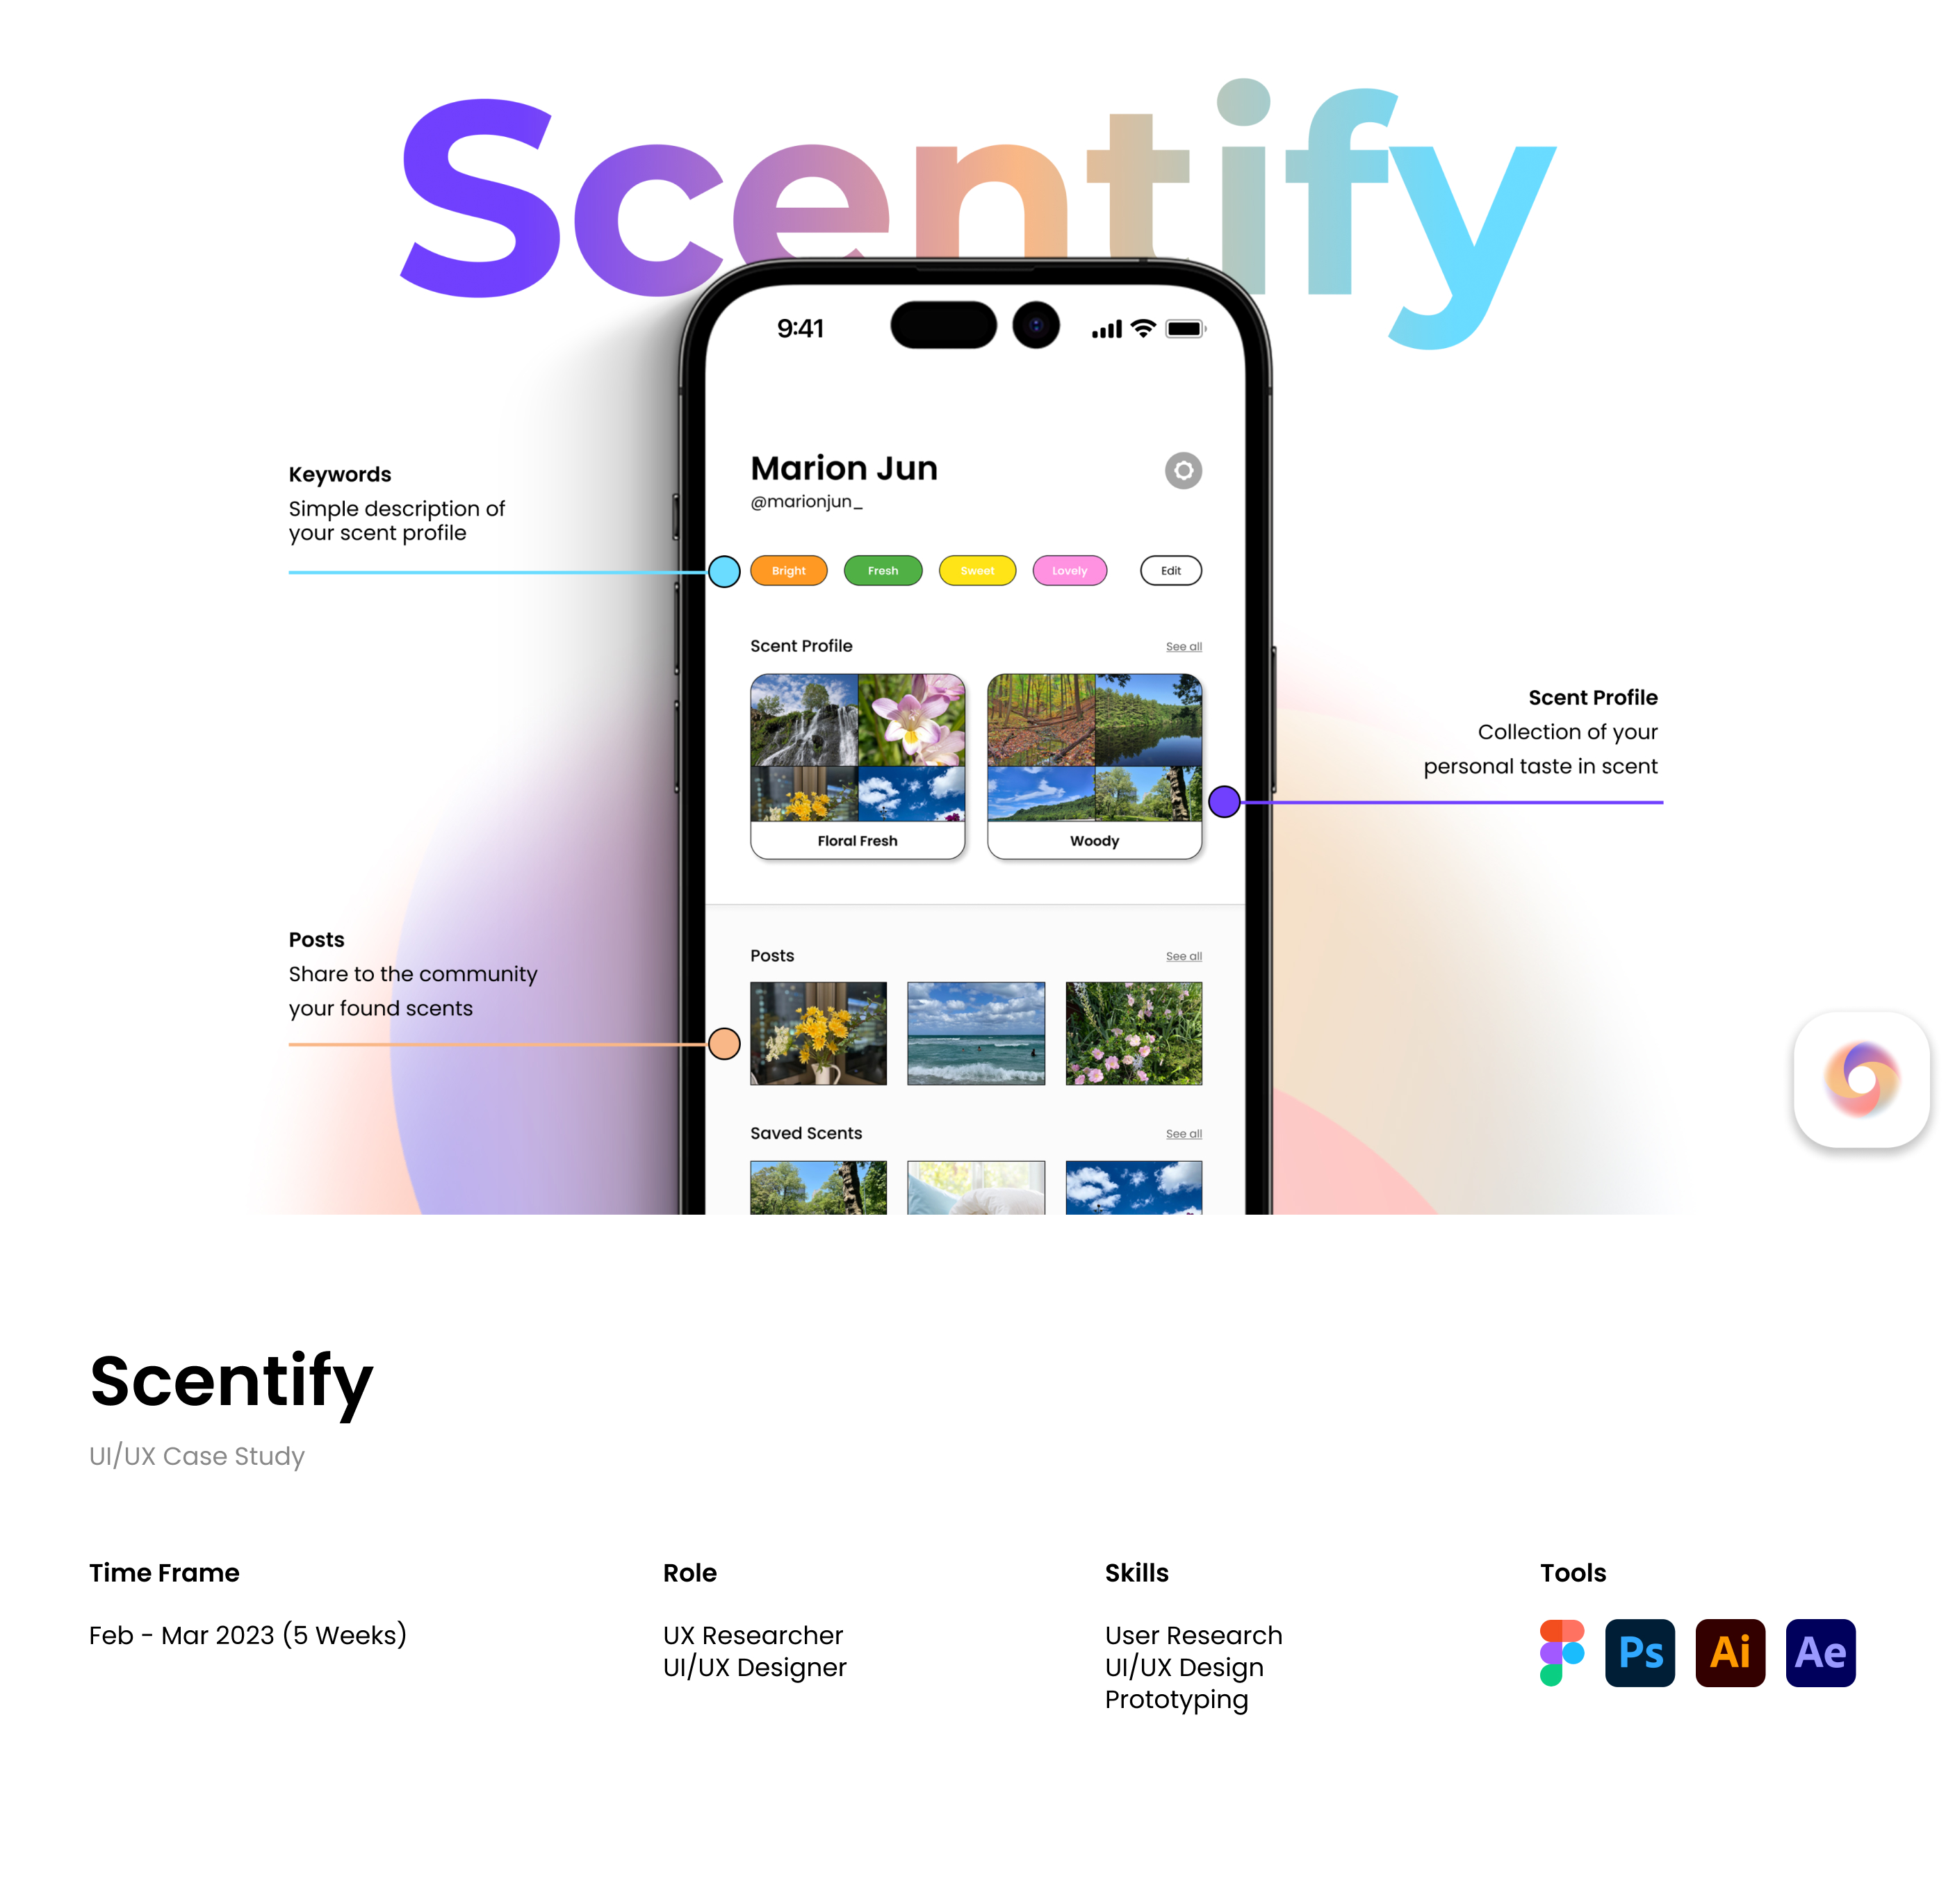 Scentify
9:41
Marion Jun
@marionjun_
Keywords
Simple description of
your scent profile
Bright
Fresh
Sweet
Lovely
Edit
Scent Profile
See all
Floral Fresh
Woody
Scent Profile
Collection of your
personal taste in scent
Posts
See all
Posts
Share to the community
your found scents
Saved Scents
See all
Scentify
UI/UX Case Study
Time Frame
Feb - Mar 2023 (5 Weeks)
Role
UX Researcher
UI/UX Designer
Skills
User Research
UI/UX Design
Prototyping
Tools
Ps
Ai
Ae